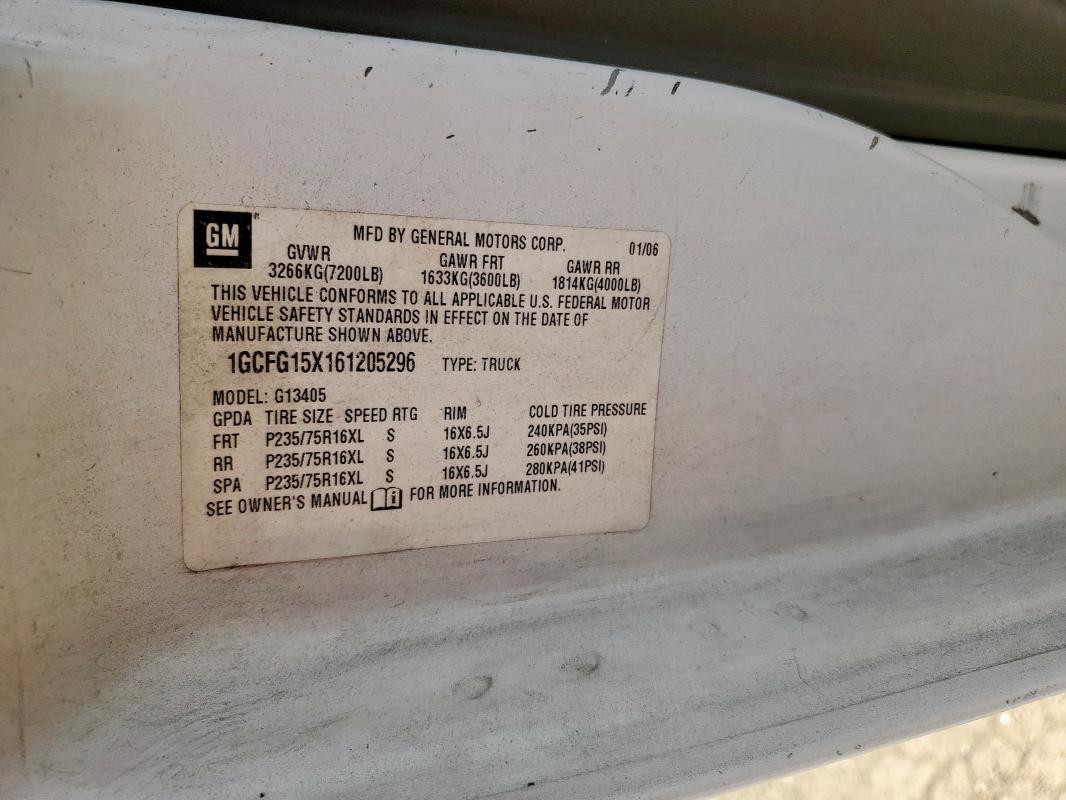 GM
MFD BY GENERAL MOTORS CORP. 01/06
GVWR GAWR FRT GAWR RR
3266KG(7200LB) 1633KG(3600LB) 1814KG(4000LB)
THIS VEHICLE CONFORMS TO ALL APPLICABLE U.S. FEDERAL MOTOR
VEHICLE SAFETY STANDARDS IN EFFECT ON THE DATE OF
MANUFACTURE SHOWN ABOVE.
1GCFG15X161205296 TYPE: TRUCK
MODEL: G13405
GPDA TIRE SIZE SPEED RTG RIM COLD TIRE PRESSURE
FRT P235/75R16XL S 16X6.5J 240KPA(35PSI)
RR P235/75R16XL S 16X6.5J 260KPA(38PSI)
SPA P235/75R16XL S 16X6.5J 280KPA(41PSI)
SEE OWNER'S MANUAL i FOR MORE INFORMATION.